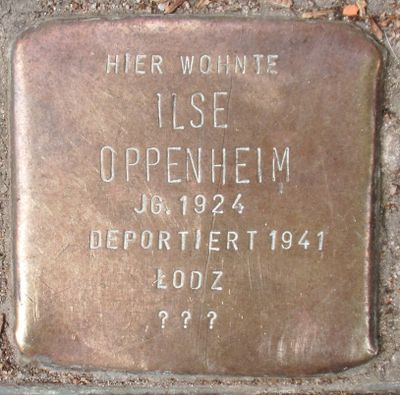 HIER WOHNTE
ILSE
OPPENHEIM
JG. 1924
DEPORTIERT 1941
ŁODZ
? ? ?